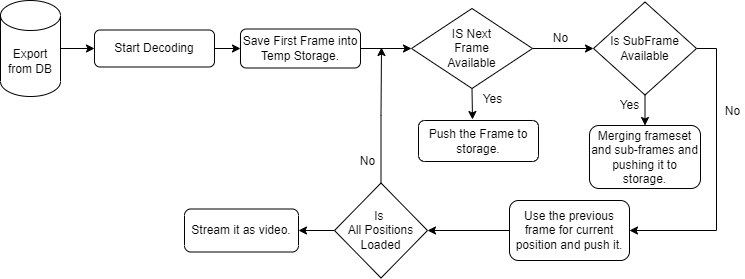 Export
from DB
Start Decoding
Save First Frame into
Temp Storage.
IS Next
Frame
Available
No
Is SubFrame
Available
Yes
Push the Frame to
storage.
Yes
Merging frameset
and sub-frames and
pushing it to
storage.
No
Use the previous
frame for current
position and push it.
Is
All Positions
Loaded
No
Stream it as video.